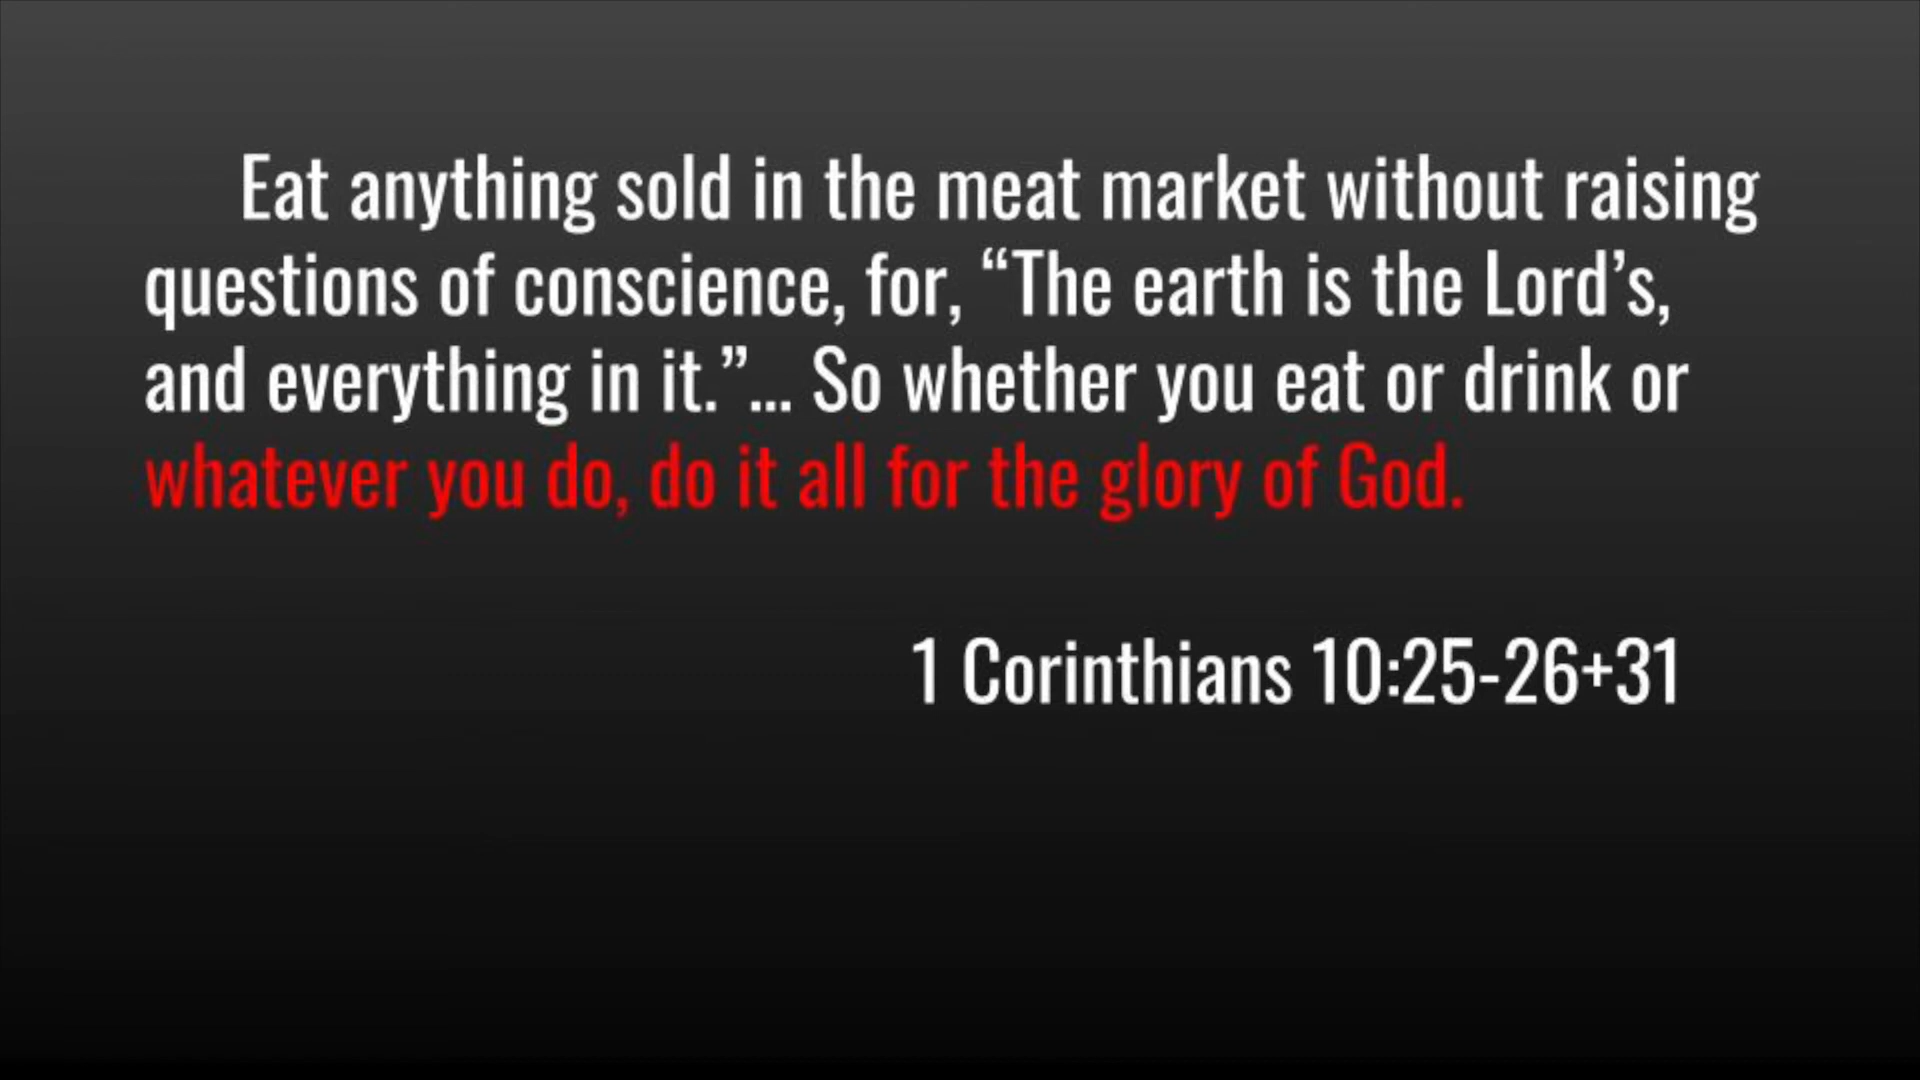 Eat anything sold in the meat market without raising
questions of conscience, for, “The earth is the Lord’s,
and everything in it.”... So whether you eat or drink or
whatever you do, do it all for the glory of God.
1 Corinthians 10:25-26+31